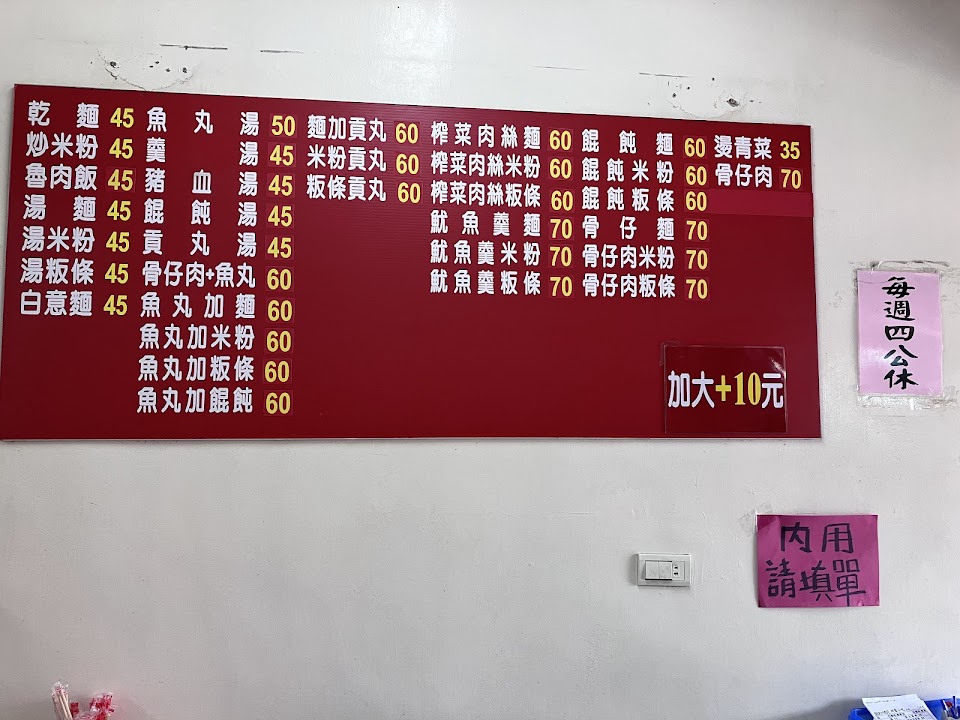 乾麵 45
炒米粉 45
魯肉飯 45
湯麵 45
湯米粉 45
湯粄條 45
白意麵 45
魚丸湯 50
羹湯 45
豬血湯 45
餛飩湯 45
貢丸湯 45
骨仔肉+魚丸 60
魚丸加麵 60
魚丸加米粉 60
魚丸加粄條 60
魚丸加餛飩 60
麵加貢丸 60
米粉貢丸 60
粄條貢丸 60
榨菜肉絲麵 60
榨菜肉絲米粉 60
榨菜肉絲粄條 60
魷魚羹麵 70
魷魚羹米粉 70
魷魚羹粄條 70
餛飩麵 60
餛飩米粉 60
餛飩粄條 60
骨仔麵 70
骨仔肉米粉 70
骨仔肉粄條 70
燙青菜 35
骨仔肉 70
加大+10元
每週四公休
內用
請填單